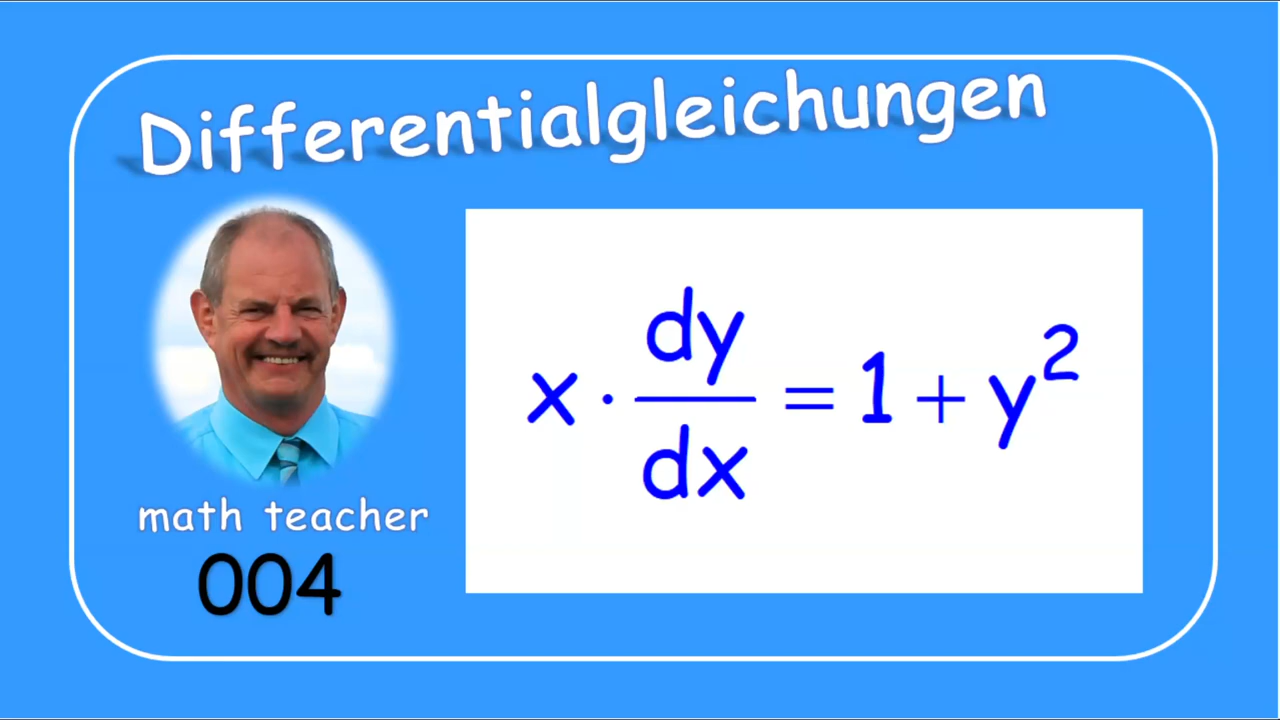 Differentialgleichungen
x · dy/dx = 1 + y²
math teacher
004